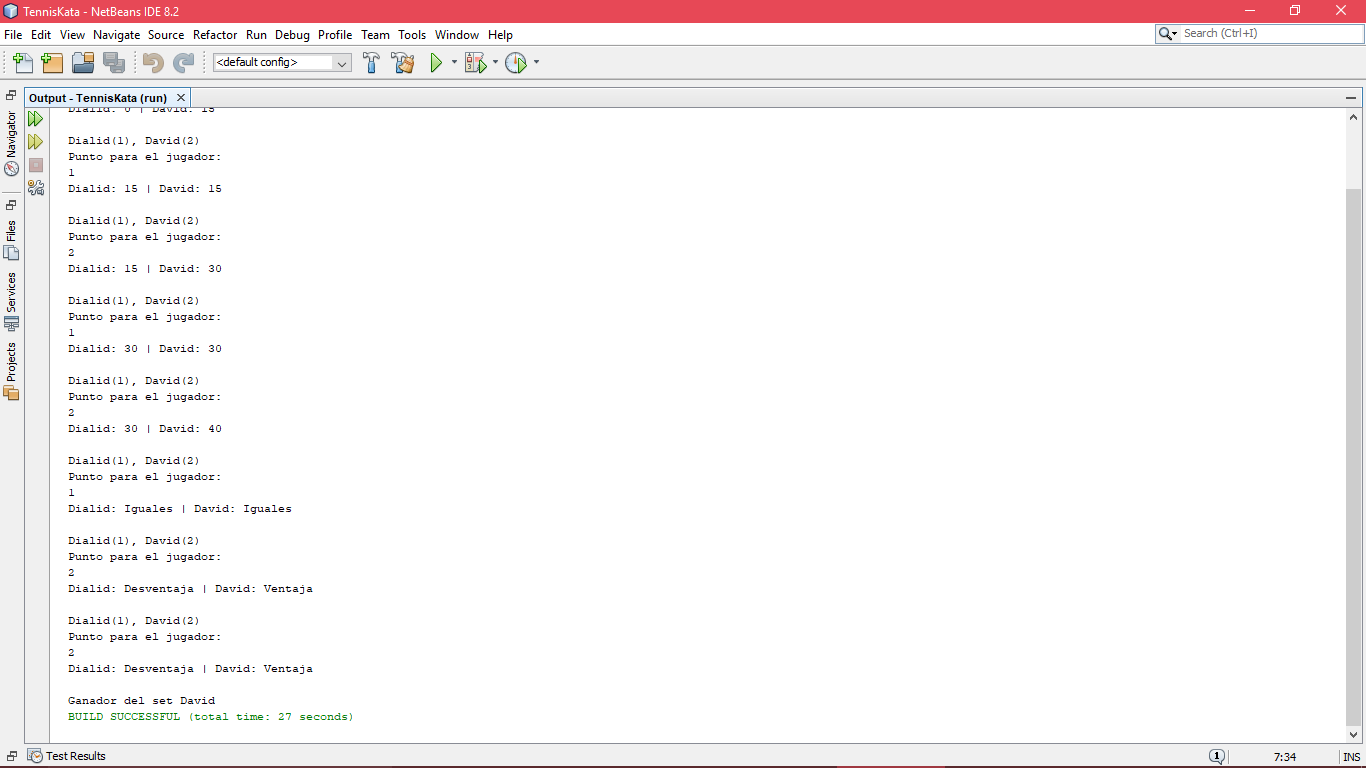 TennisKata - NetBeans IDE 8.2
File Edit View Navigate Source Refactor Run Debug Profile Team Tools Window Help
Search (Ctrl+I)
<default config>
Output - TennisKata (run)
Navigator
Files
Services
Projects
Dialid: 0 | David: 15
Dialid(1), David(2)
Punto para el jugador:
1
Dialid: 15 | David: 15
Dialid(1), David(2)
Punto para el jugador:
2
Dialid: 15 | David: 30
Dialid(1), David(2)
Punto para el jugador:
1
Dialid: 30 | David: 30
Dialid(1), David(2)
Punto para el jugador:
2
Dialid: 30 | David: 40
Dialid(1), David(2)
Punto para el jugador:
1
Dialid: Iguales | David: Iguales
Dialid(1), David(2)
Punto para el jugador:
2
Dialid: Desventaja | David: Ventaja
Dialid(1), David(2)
Punto para el jugador:
2
Dialid: Desventaja | David: Ventaja
Ganador del set David
BUILD SUCCESSFUL (total time: 27 seconds)
Test Results
1
7:34
INS